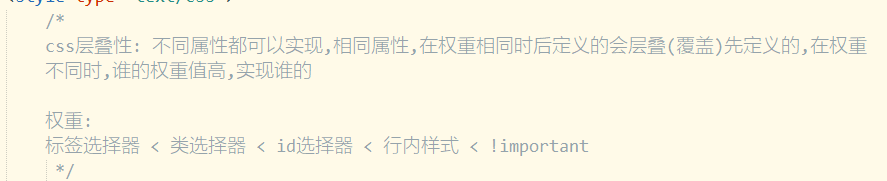 /*
css层叠性: 不同属性都可以实现,相同属性,在权重相同时后定义的会层叠(覆盖)先定义的,在权重
不同时,谁的权重值高,实现谁的
权重:
标签选择器 < 类选择器 < id选择器 < 行内样式 < !important
*/